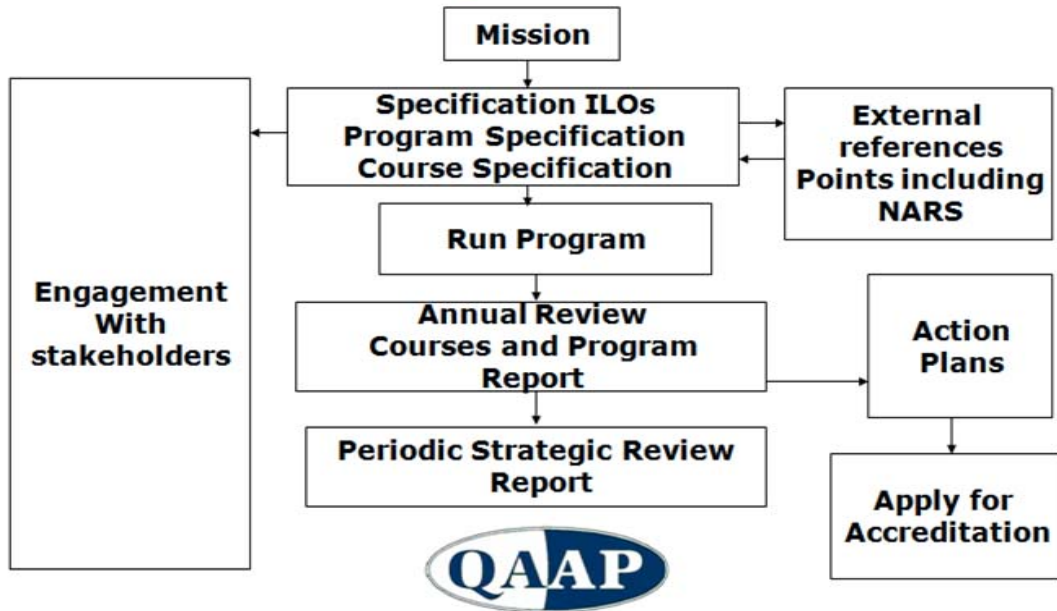 Mission
Specification ILOs
Program Specification
Course Specification
External
references
Points including
NARS
Run Program
Engagement
With
stakeholders
Annual Review
Courses and Program
Report
Action
Plans
Periodic Strategic Review
Report
Apply for
Accreditation
QAAP